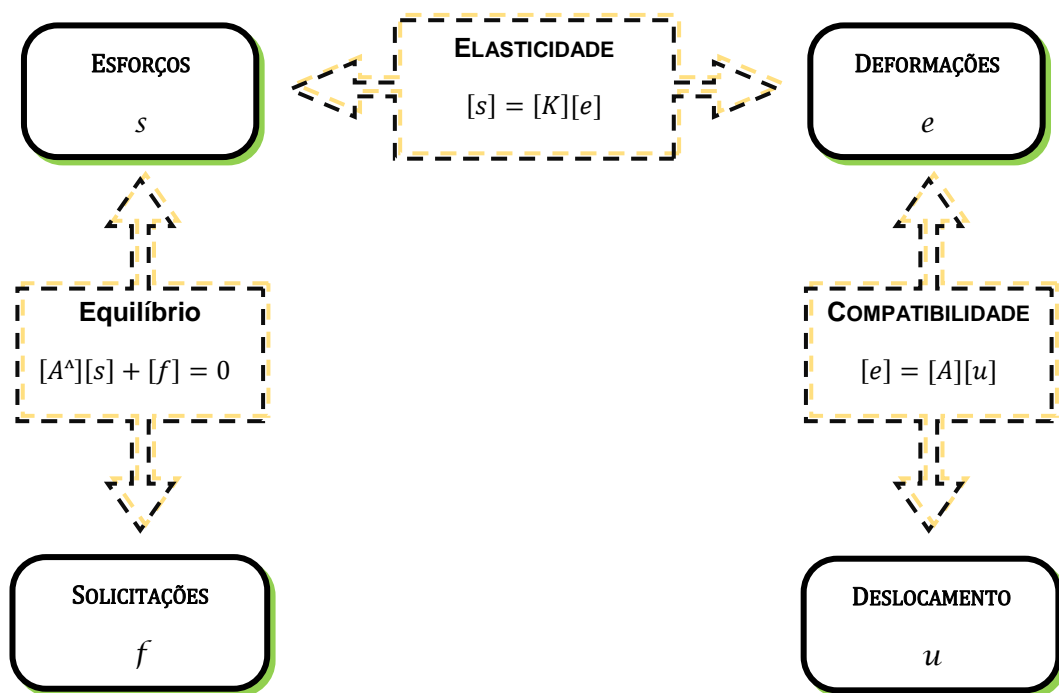 ESFORÇOS
s
ELASTICIDADE
[s] = [K][e]
DEFORMAÇÕES
e
Equilíbrio
[A^][s] + [f] = 0
COMPATIBILIDADE
[e] = [A][u]
SOLICITAÇÕES
f
DESLOCAMENTO
u